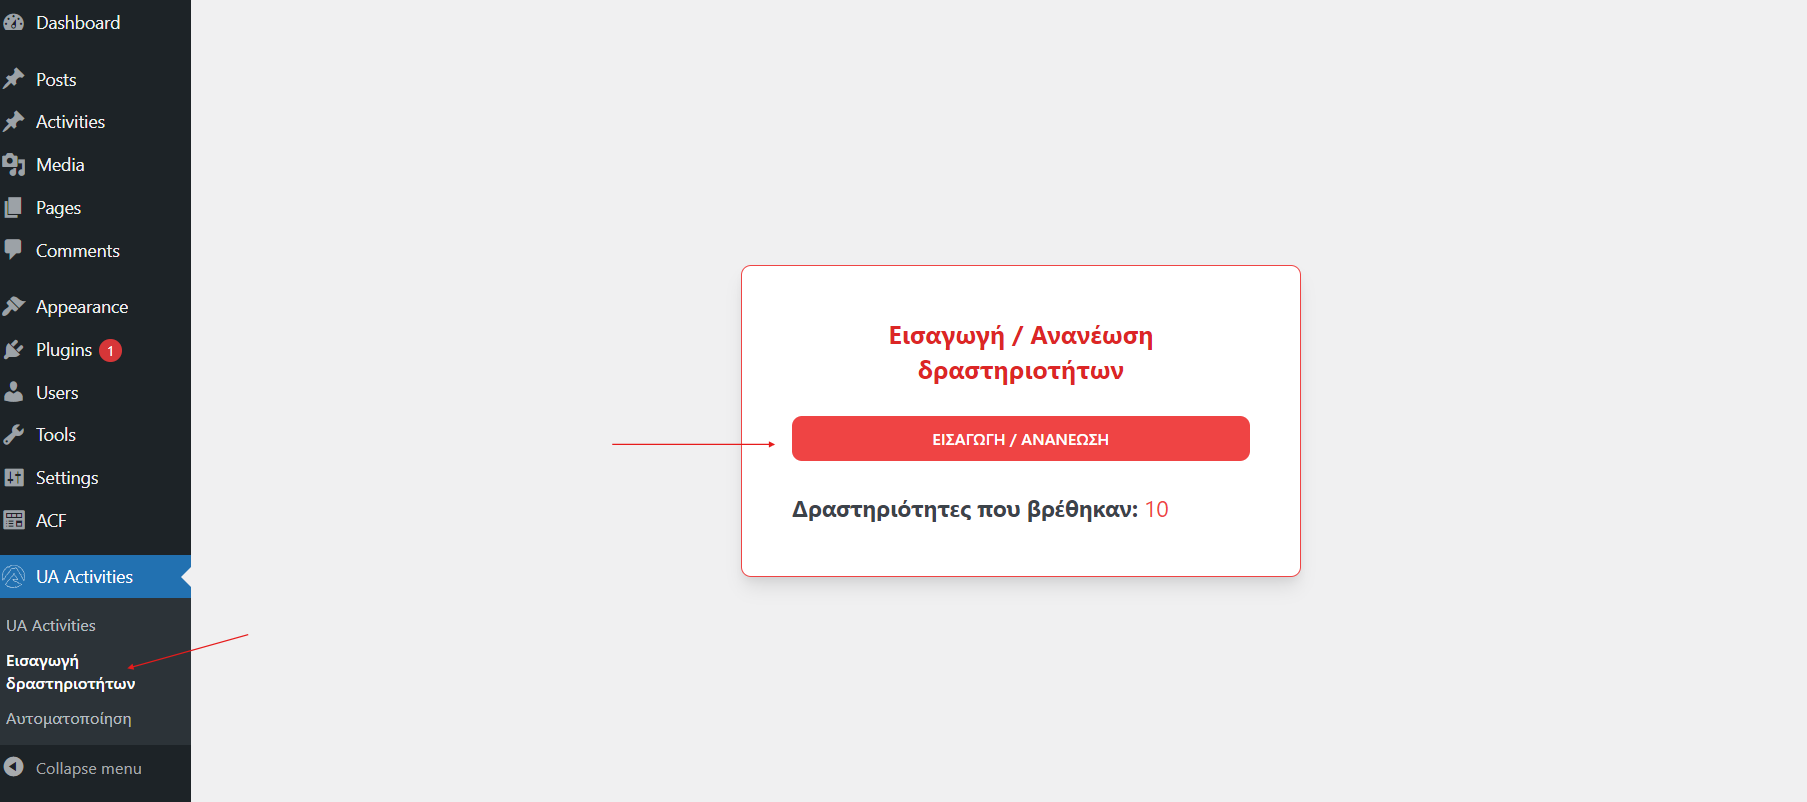 Dashboard
Posts
Activities
Media
Pages
Comments
Appearance
Plugins 1
Users
Tools
Settings
ACF
UA Activities
UA Activities
Εισαγωγή
δραστηριοτήτων
Αυτοματοποίηση
Collapse menu
Εισαγωγή / Ανανέωση
δραστηριοτήτων
ΕΙΣΑΓΩΓΗ / ΑΝΑΝΕΩΣΗ
Δραστηριότητες που βρέθηκαν: 10